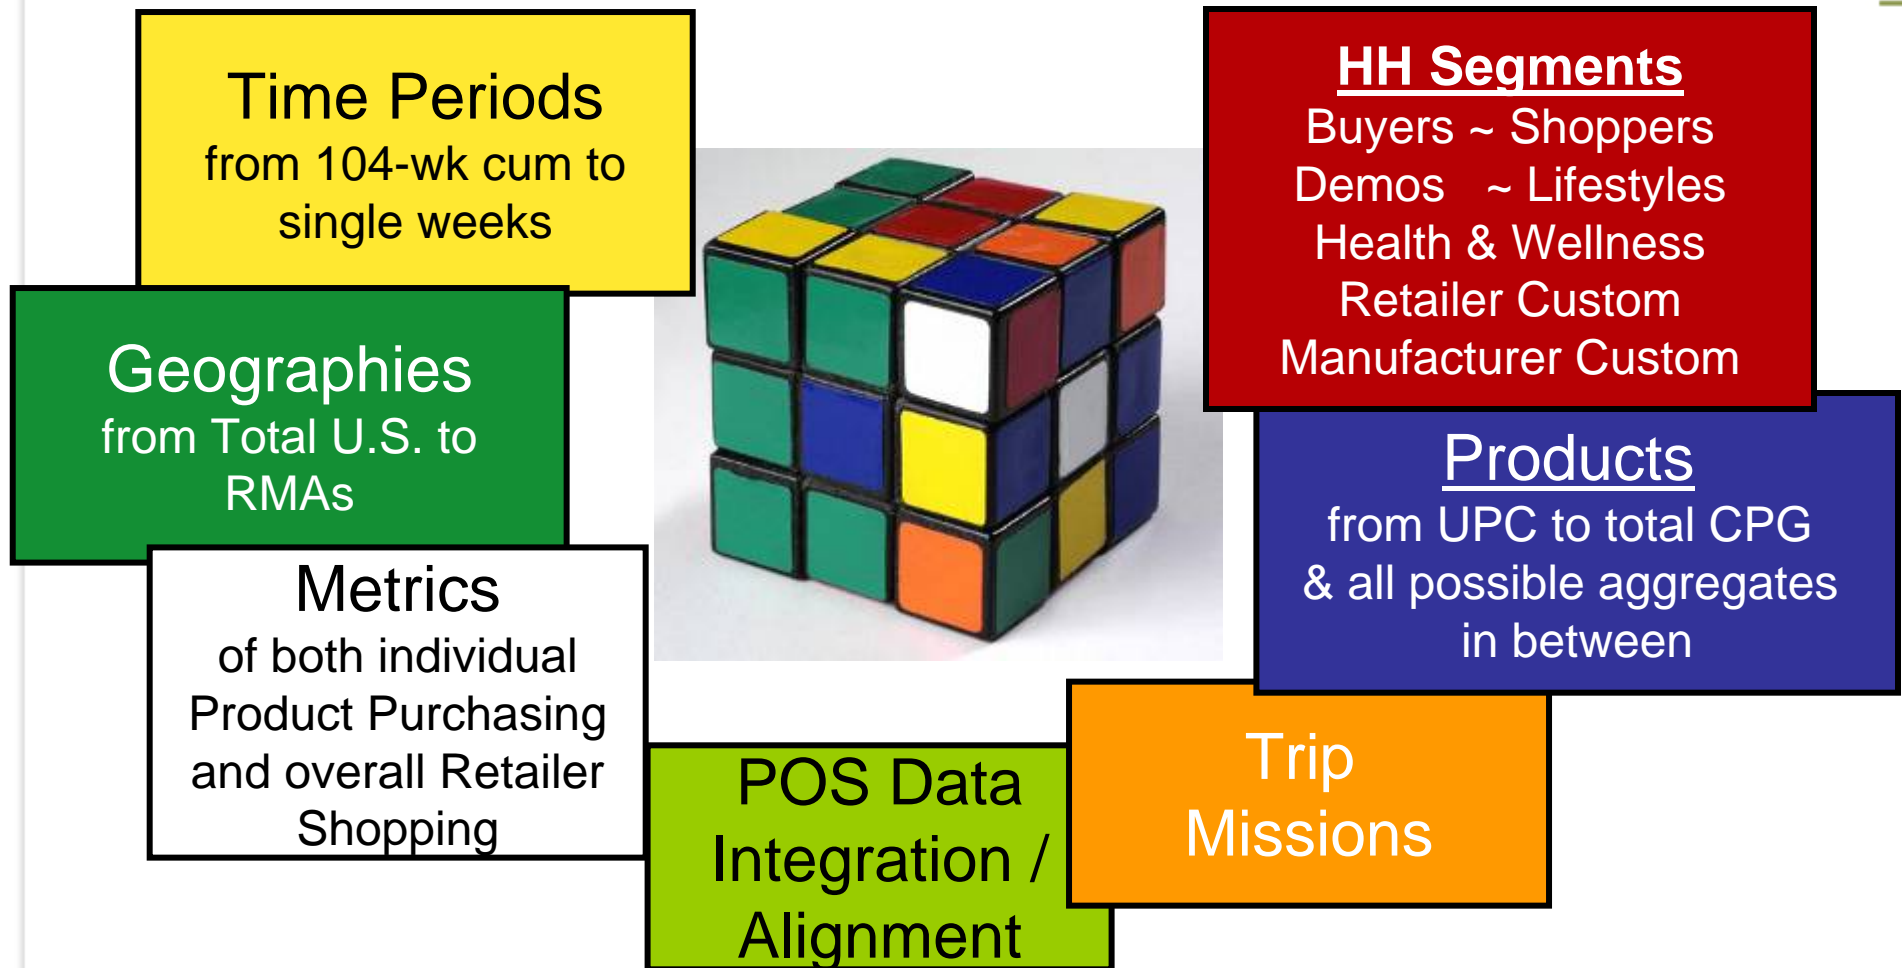 Time Periods
from 104-wk cum to
single weeks
Geographies
from Total U.S. to
RMAs
Metrics
of both individual
Product Purchasing
and overall Retailer
Shopping
POS Data
Integration /
Alignment
Trip
Missions
HH Segments
Buyers ~ Shoppers
Demos ~ Lifestyles
Health & Wellness
Retailer Custom
Manufacturer Custom
Products
from UPC to total CPG
& all possible aggregates
in between